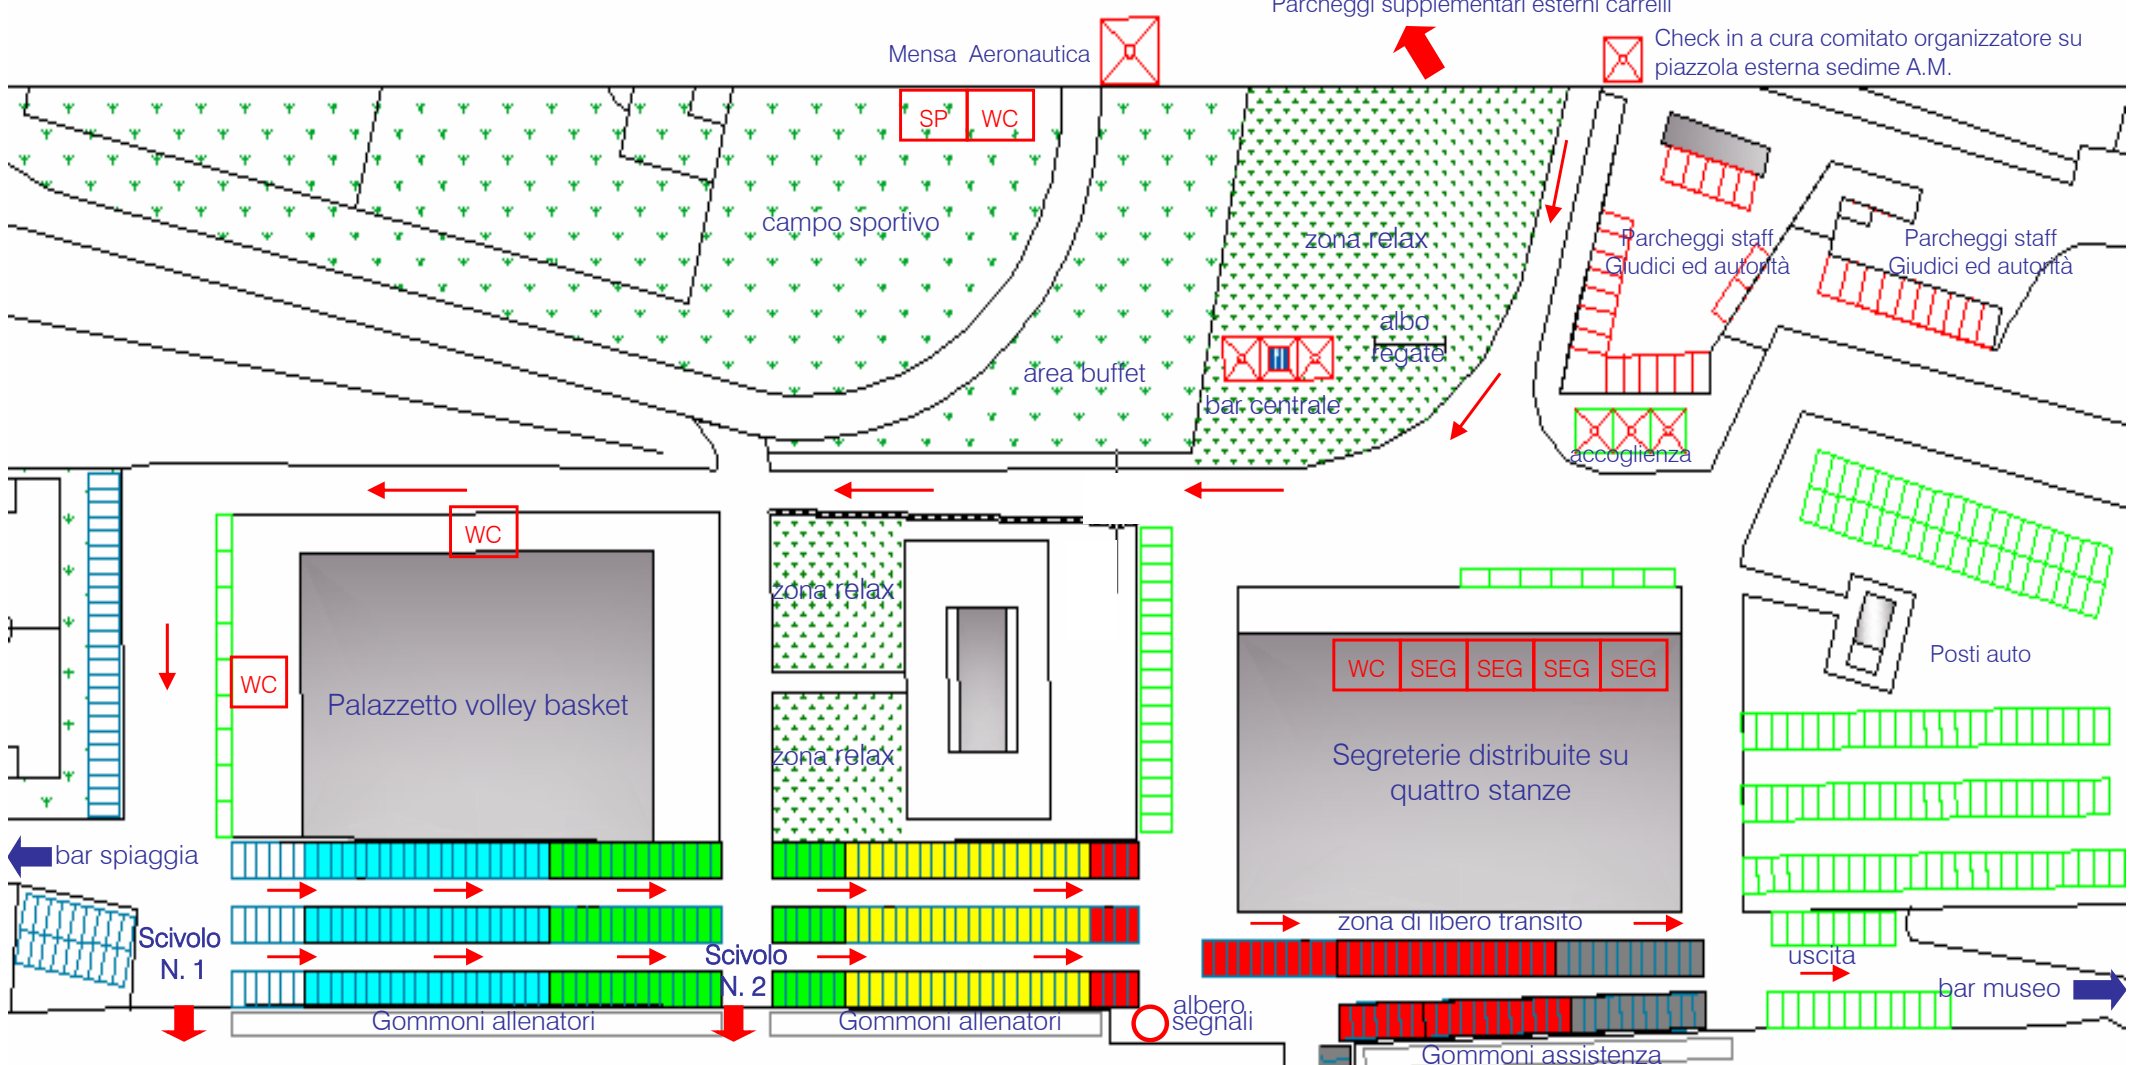 Parcheggi supplementari esterni carrelli
Mensa Aeronautica
Check in a cura comitato organizzatore su
piazzola esterna sedime A.M.
SP
WC
campo sportivo
zona relax
Parcheggi staff
Giudici ed autorità
Parcheggi staff
Giudici ed autorità
albo
regate
area buffet
bar centrale
accoglienza
WC
zona relax
WC
Palazzetto volley basket
zona relax
WC
SEG
SEG
SEG
SEG
Posti auto
Segreterie distribuite su
quattro stanze
bar spiaggia
zona di libero transito
Scivolo
N. 1
Scivolo
N. 2
uscita
bar museo
Gommoni allenatori
Gommoni allenatori
albero
segnali
Gommoni assistenza